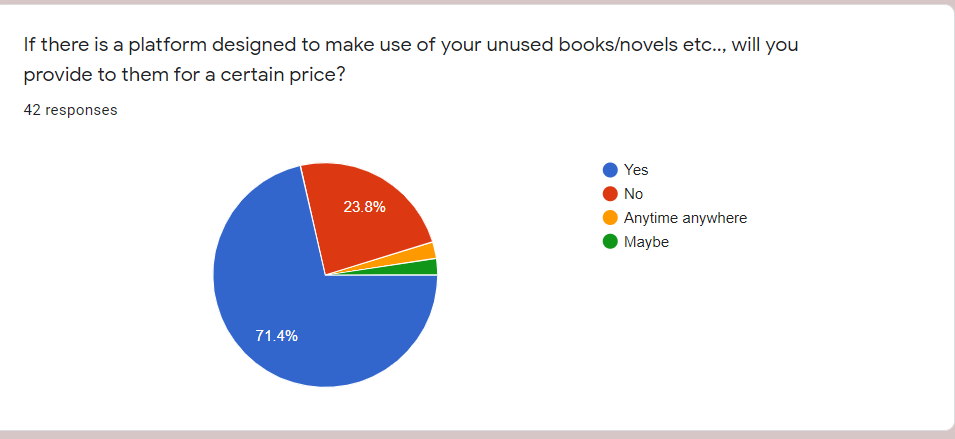 If there is a platform designed to make use of your unused books/novels etc.., will you
provide to them for a certain price?
42 responses
23.8%
71.4%
Yes
No
Anytime anywhere
Maybe